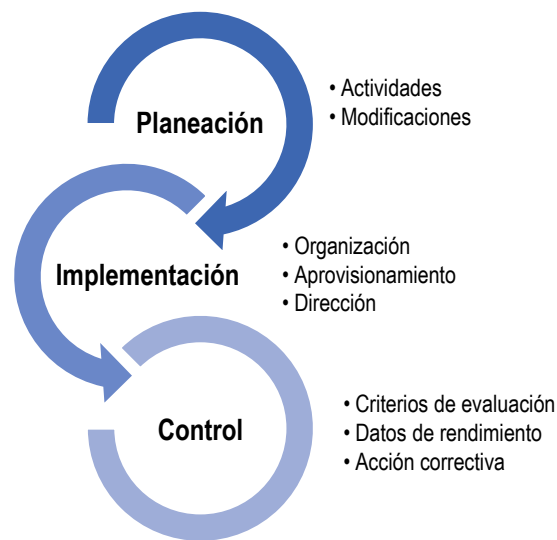 Planeación
• Actividades
• Modificaciones
Implementación
• Organización
• Aprovisionamiento
• Dirección
Control
• Criterios de evaluación
• Datos de rendimiento
• Acción correctiva